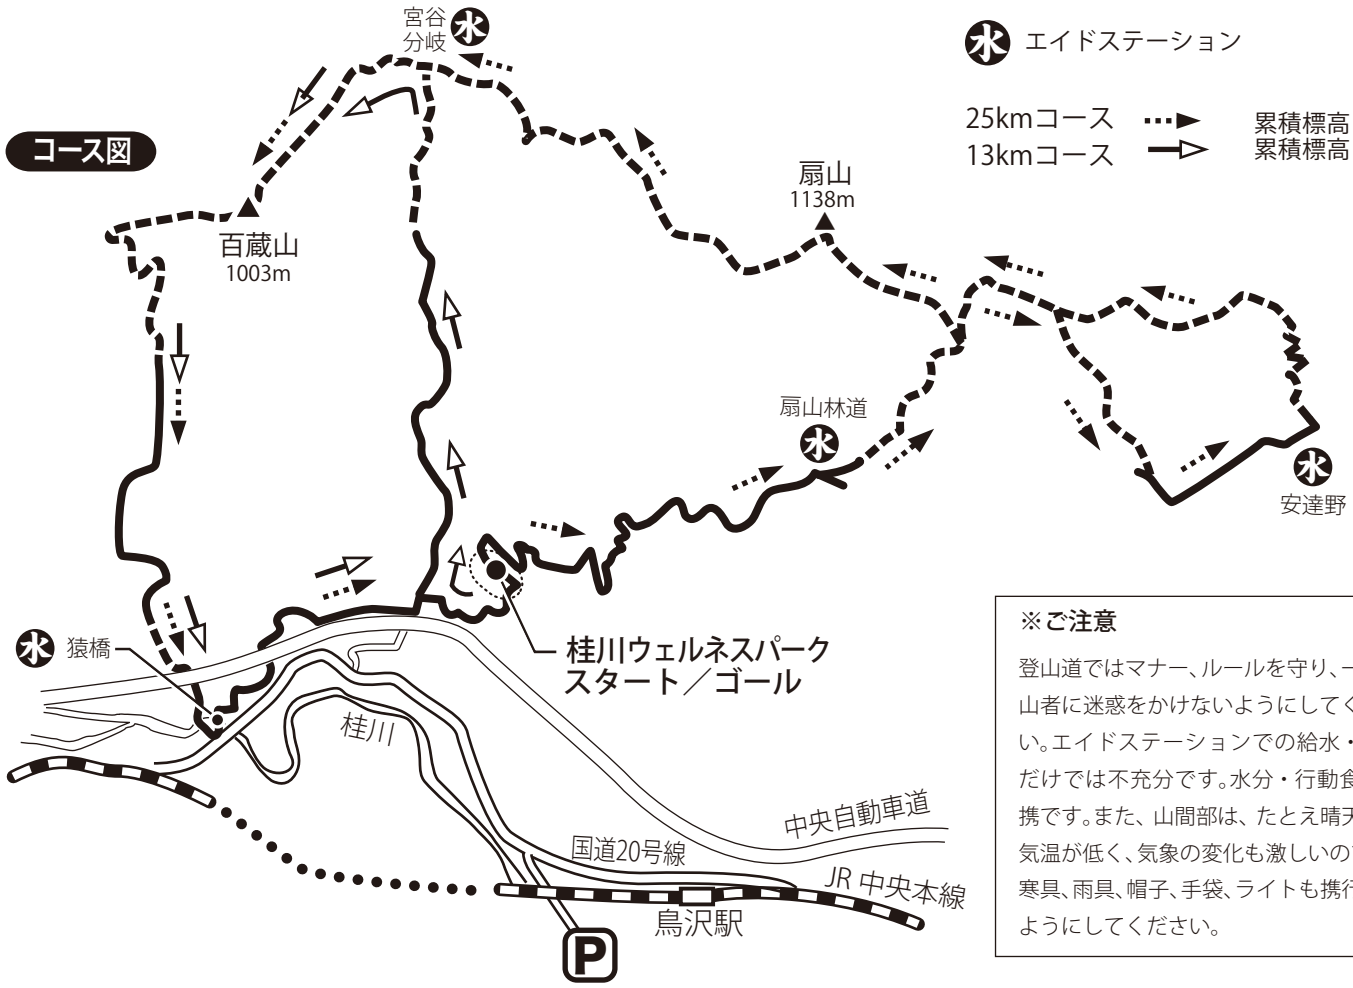 宮谷
分岐
水
水 エイドステーション
25kmコース
累積標高
13kmコース
累積標高
コース図
扇山
1138m
百蔵山
1003m
扇山林道
水
水
安達野
水 猿橋
桂川ウェルネスパーク
スタート／ゴール
桂川
中央自動車道
国道20号線
JR 中央本線
鳥沢駅
P
※ご注意
登山道ではマナー、ルールを守り、一
山者に迷惑をかけないようにしてく
い。エイドステーションでの給水・
だけでは不充分です。水分・行動食
携です。また、山間部は、たとえ晴天
気温が低く、気象の変化も激しいの
寒具、雨具、帽子、手袋、ライトも携行
ようにしてください。